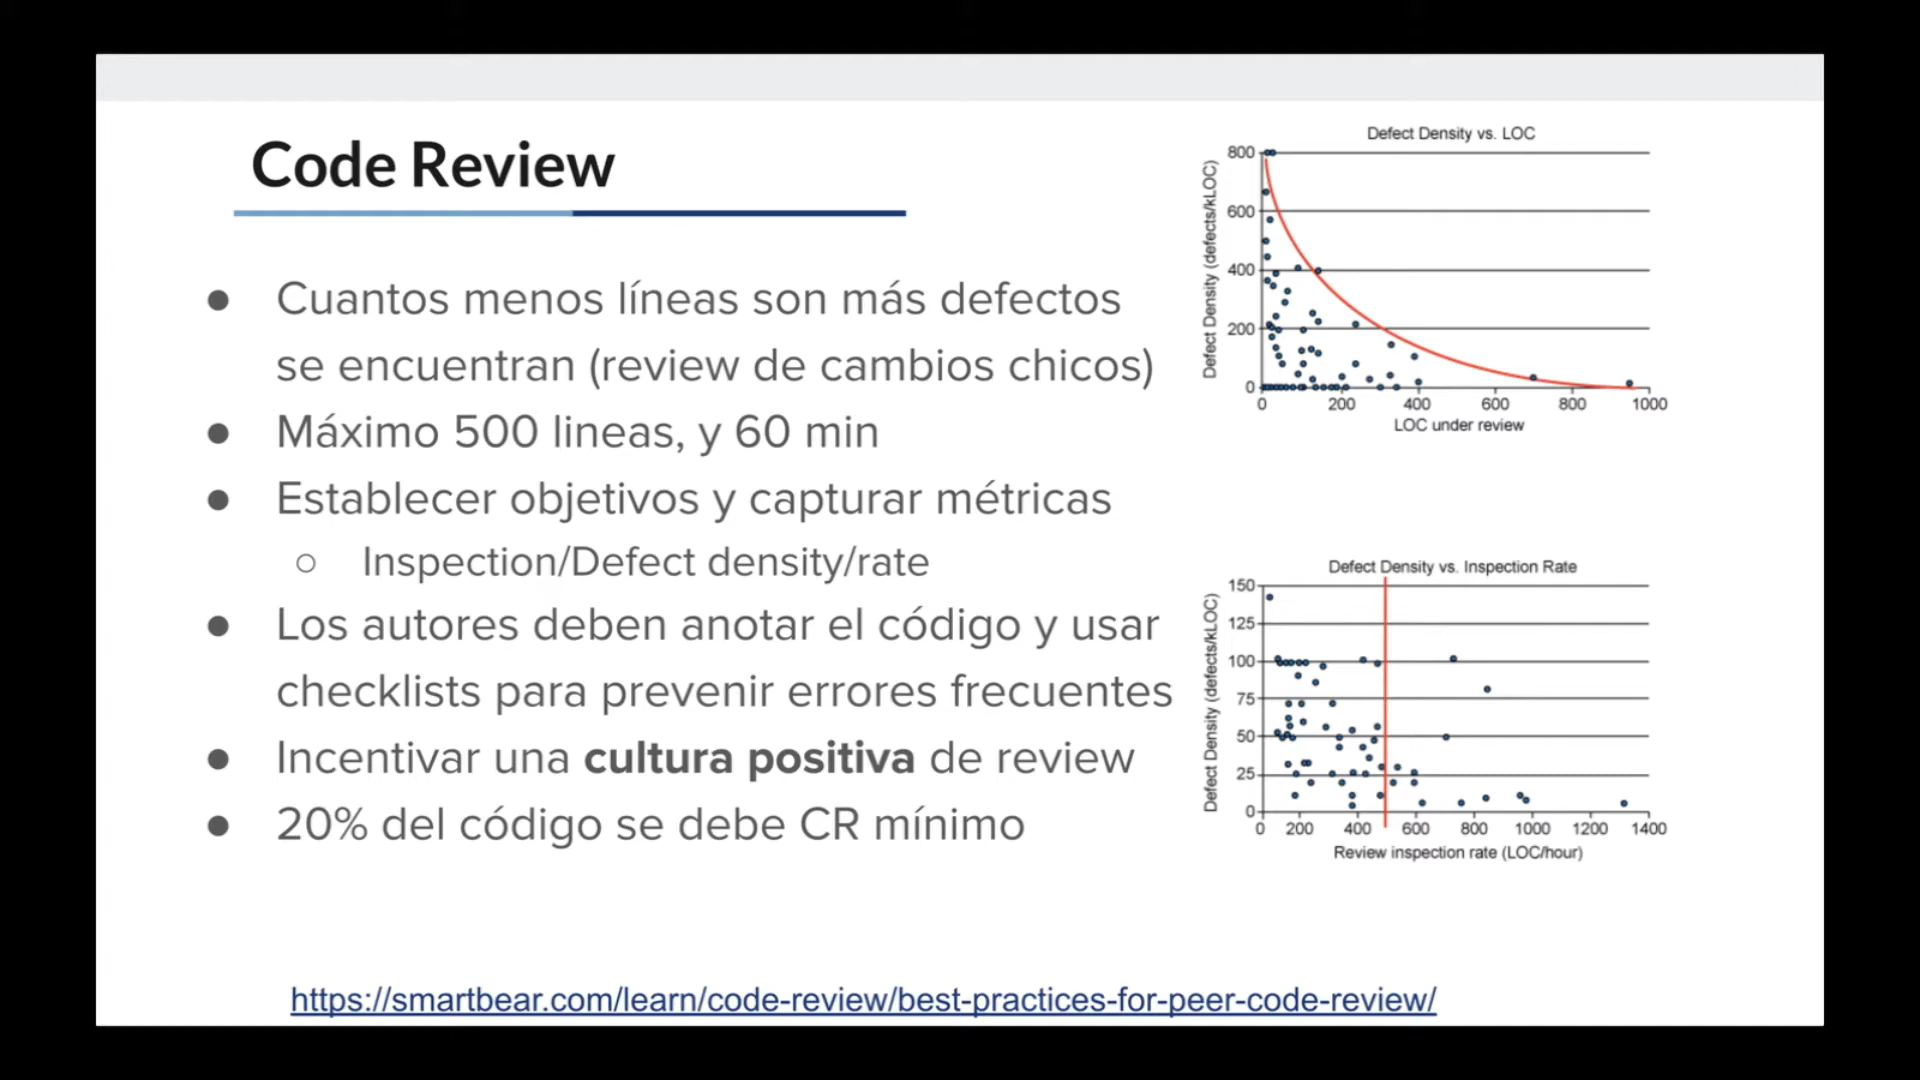 Code Review
● Cuantos menos líneas son más defectos
se encuentran (review de cambios chicos)
● Máximo 500 lineas, y 60 min
● Establecer objetivos y capturar métricas
○ Inspection/Defect density/rate
● Los autores deben anotar el código y usar
checklists para prevenir errores frecuentes
● Incentivar una cultura positiva de review
● 20% del código se debe CR mínimo
https://smartbear.com/learn/code-review/best-practices-for-peer-code-review/
Defect Density vs. LOC
Defect Density (defects/kLOC)
800
600
400
200
0
0 200 400 600 800 1000
LOC under review
Defect Density vs. Inspection Rate
Defect Density (defects/kLOC)
150
125
100
75
50
25
0
0 200 400 600 800 1000 1200 1400
Review inspection rate (LOC/hour)